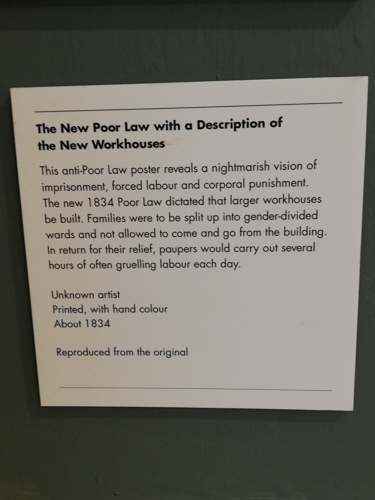 The New Poor Law with a Description of
the New Workhouses
This anti-Poor Law poster reveals a nightmarish vision of
imprisonment, forced labour and corporal punishment.
The new 1834 Poor Law dictated that larger workhouses
be built. Families were to be split up into gender-divided
wards and not allowed to come and go from the building.
In return for their relief, paupers would carry out several
hours of often gruelling labour each day.
Unknown artist
Printed, with hand colour
About 1834
Reproduced from the original